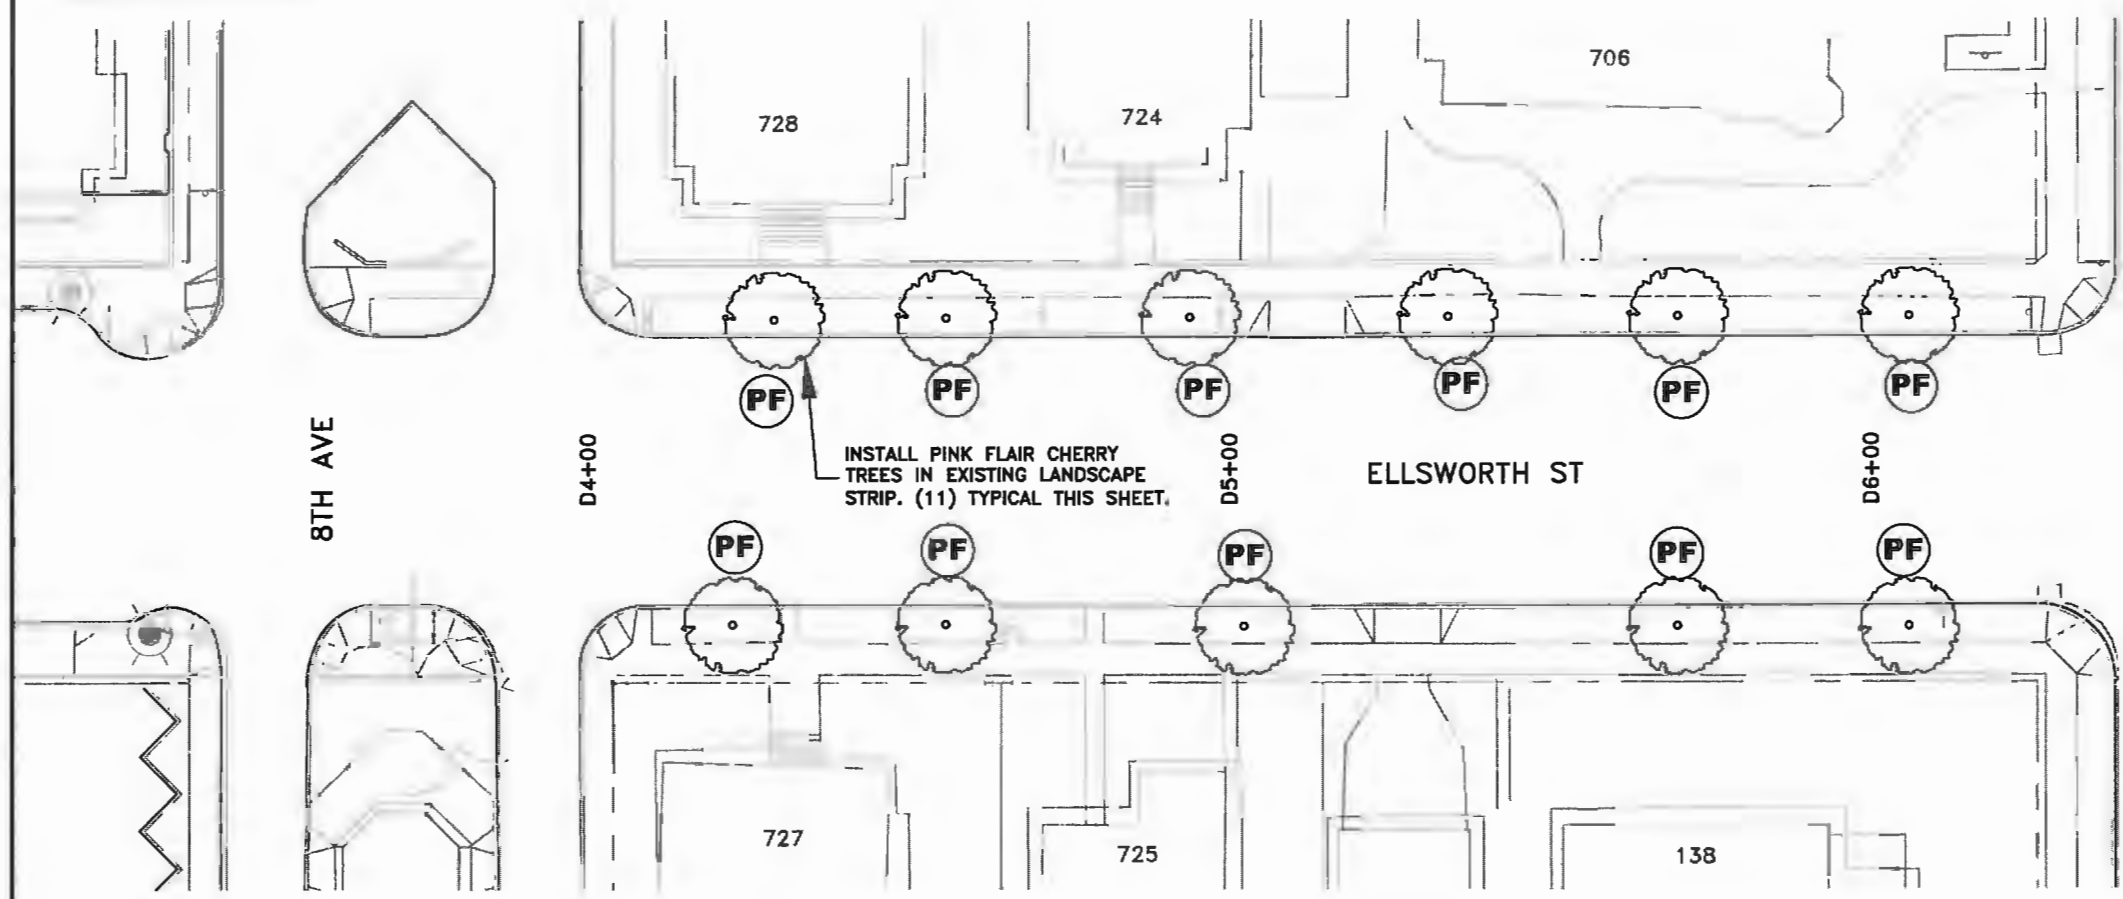 706
728
724
PF
PF
PF
PF
PF
PF
8TH AVE
D4+00
INSTALL PINK FLAIR CHERRY
TREES IN EXISTING LANDSCAPE
STRIP. (11) TYPICAL THIS SHEET.
D5+00
ELLSWORTH ST
D6+00
PF
PF
PF
PF
PF
727
725
138